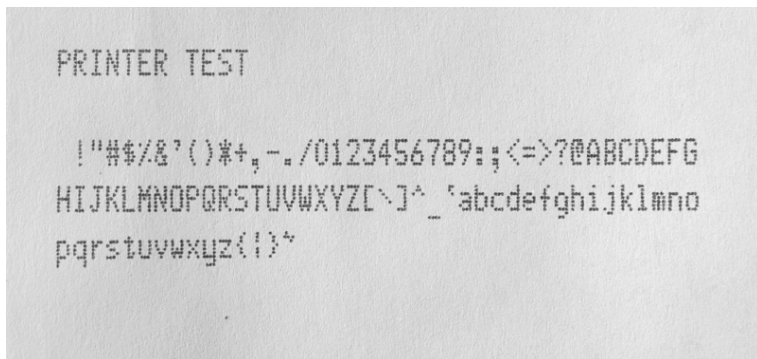 PRINTER TEST
 !"#$%&'()*+,-./0123456789:;<=>?@ABCDEFG
HIJKLMNOPQRSTUVWXYZ[\]^_`abcdefghijklmno
pqrstuvwxyz{|}~